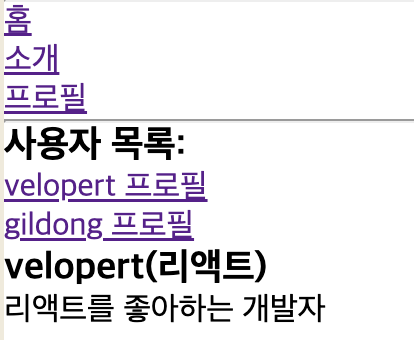 홈
소개
프로필
사용자 목록:
velopert 프로필
gildong 프로필
velopert(리액트)
리액트를 좋아하는 개발자